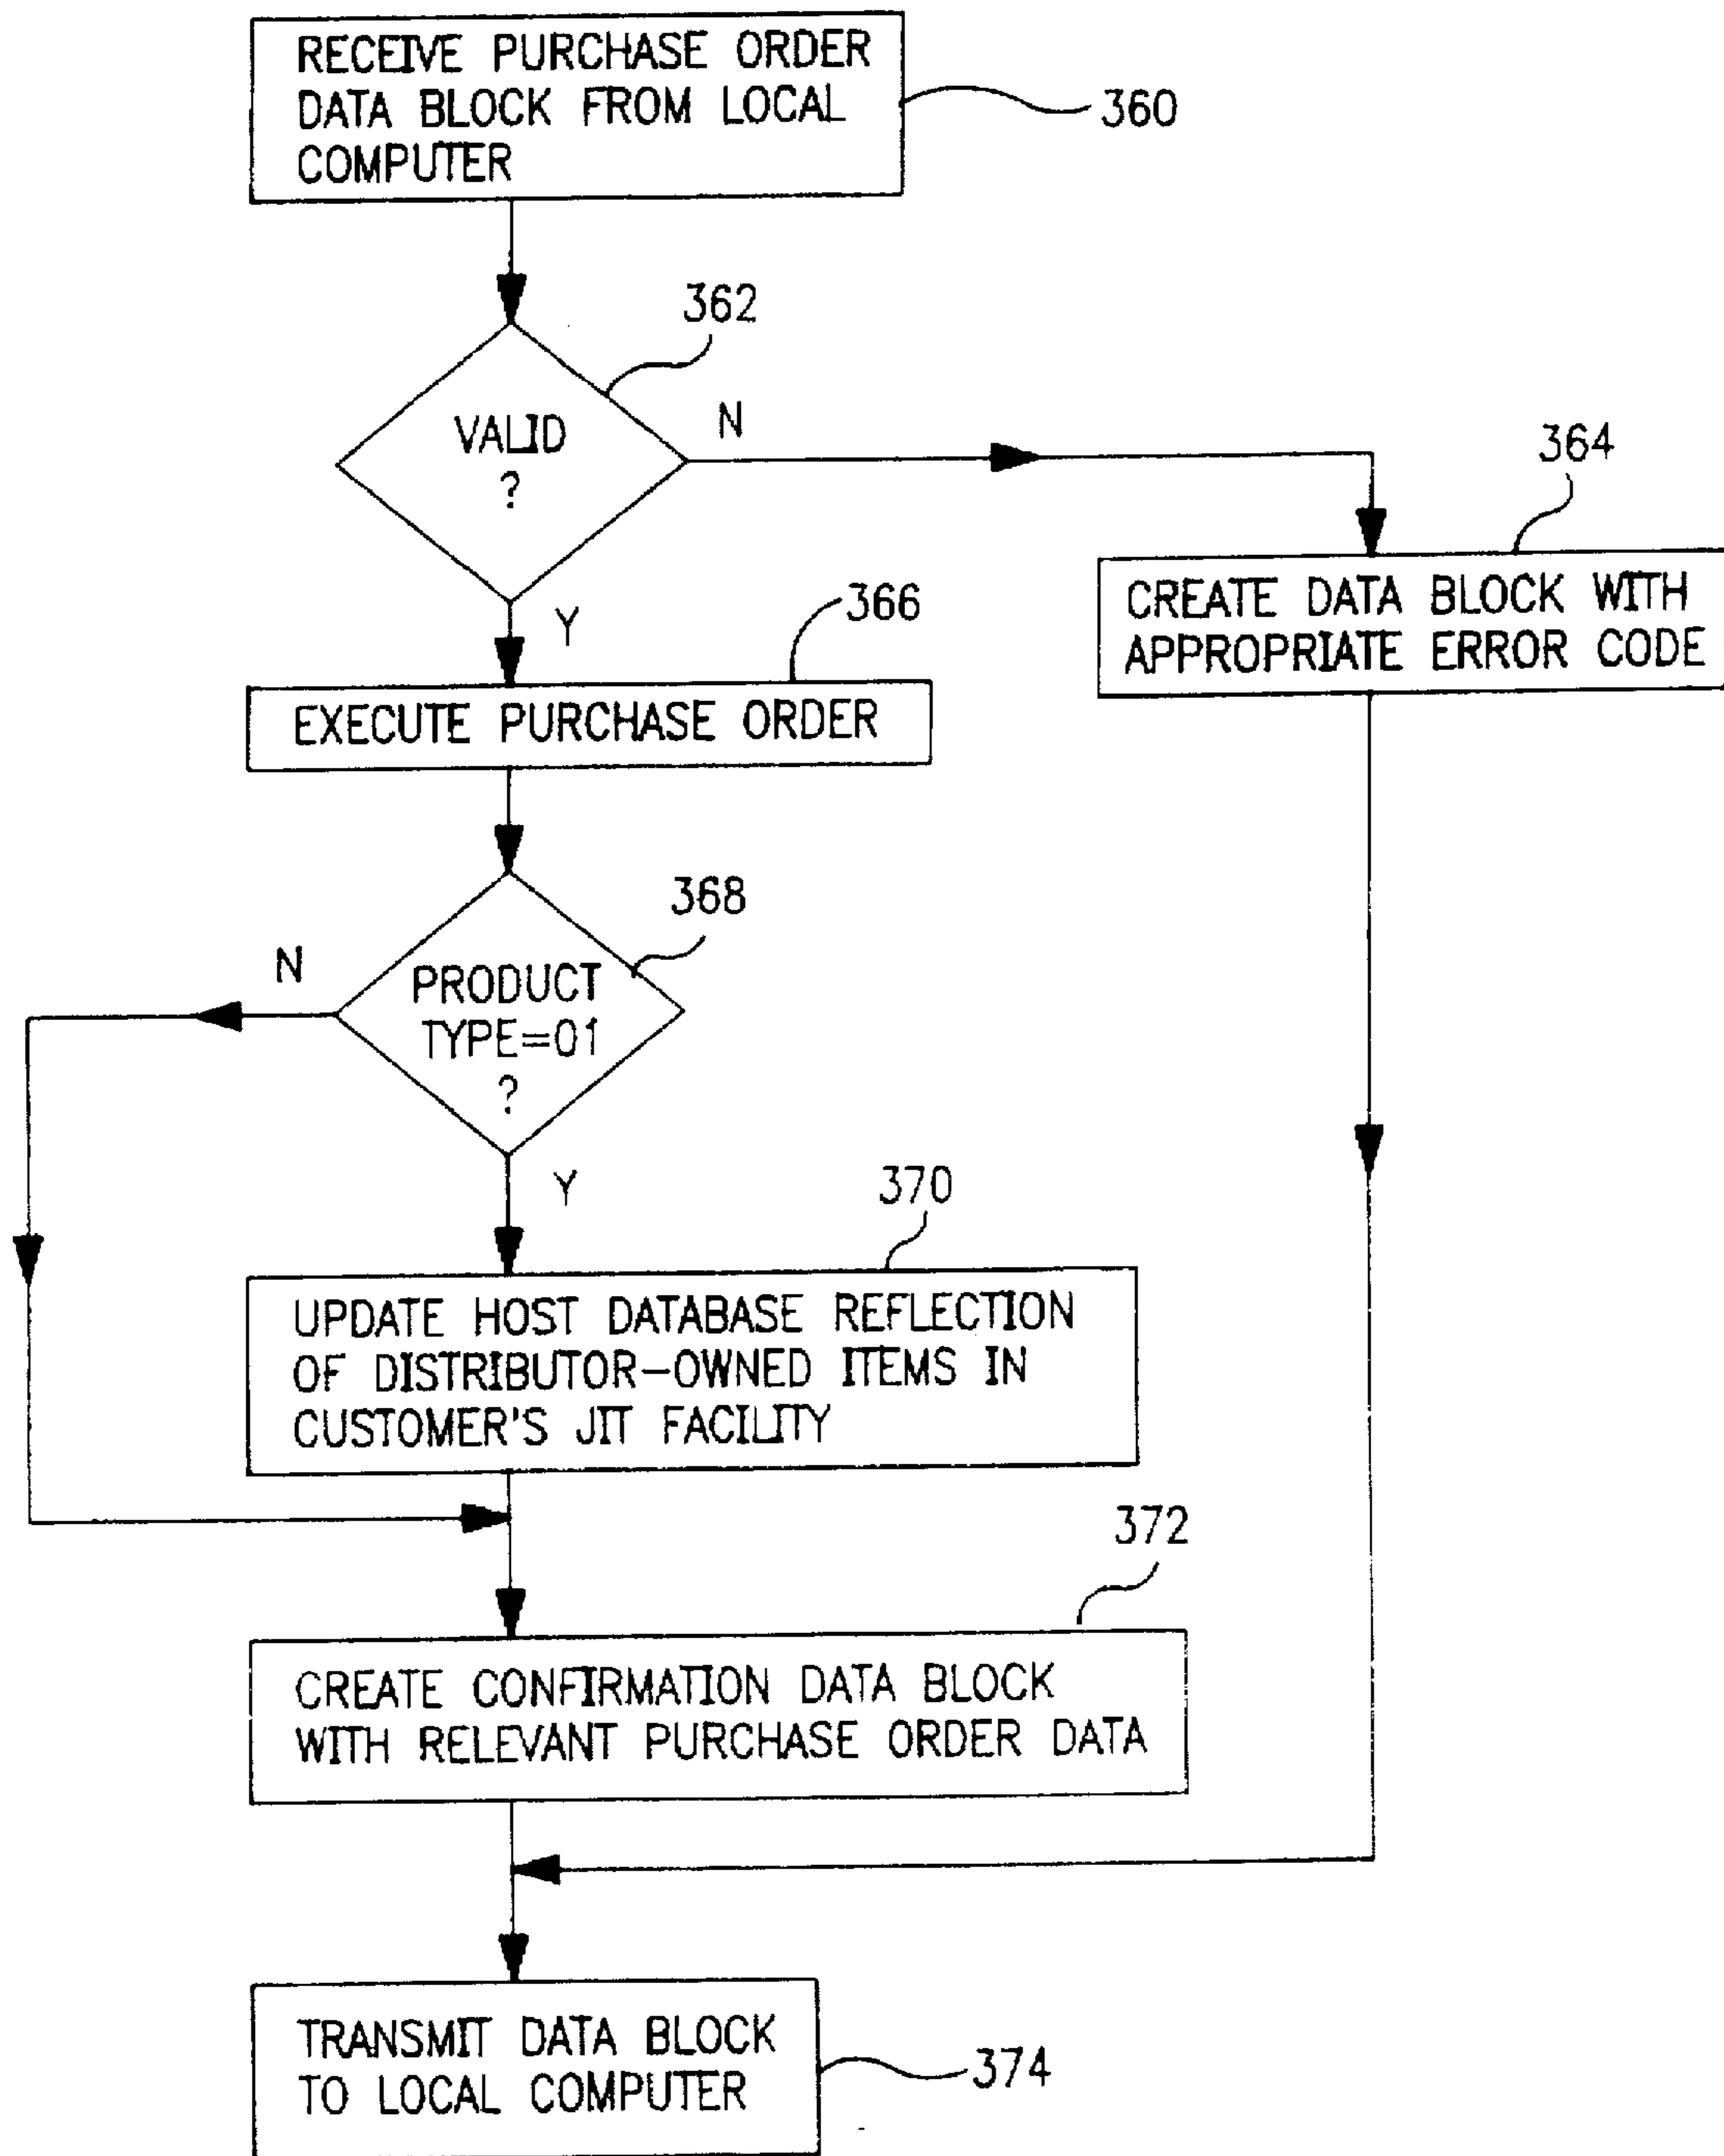 RECEIVE PURCHASE ORDER
DATA BLOCK FROM LOCAL
COMPUTER
360
362
VALID
?
N
Y
364
CREATE DATA BLOCK WITH
APPROPRIATE ERROR CODE
366
EXECUTE PURCHASE ORDER
368
PRODUCT
TYPE=01
?
N
Y
370
UPDATE HOST DATABASE REFLECTION
OF DISTRIBUTOR-OWNED ITEMS IN
CUSTOMER'S JIT FACILITY
372
CREATE CONFIRMATION DATA BLOCK
WITH RELEVANT PURCHASE ORDER DATA
TRANSMIT DATA BLOCK
TO LOCAL COMPUTER
374